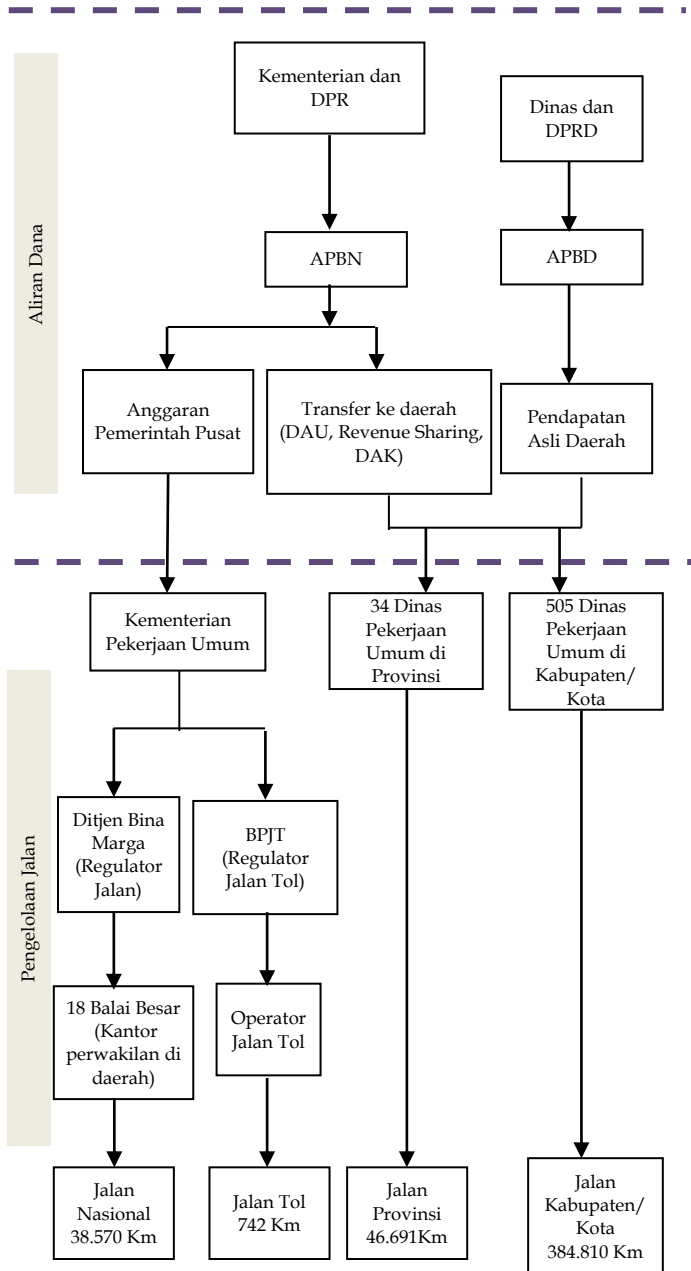 Aliran Dana
Kementerian dan
DPR
Dinas dan
DPRD
APBN
APBD
Anggaran
Pemerintah Pusat
Transfer ke daerah
(DAU, Revenue Sharing,
DAK)
Pendapatan
Asli Daerah
Pengelolaan Jalan
Kementerian
Pekerjaan Umum
34 Dinas
Pekerjaan
Umum di
Provinsi
505 Dinas
Pekerjaan
Umum di
Kabupaten/
Kota
Ditjen Bina
Marga
(Regulator
Jalan)
BPJT
(Regulator
Jalan Tol)
18 Balai Besar
(Kantor
perwakilan di
daerah)
Operator
Jalan Tol
Jalan
Nasional
38.570 Km
Jalan Tol
742 Km
Jalan
Provinsi
46.691Km
Jalan
Kabupaten/
Kota
384.810 Km